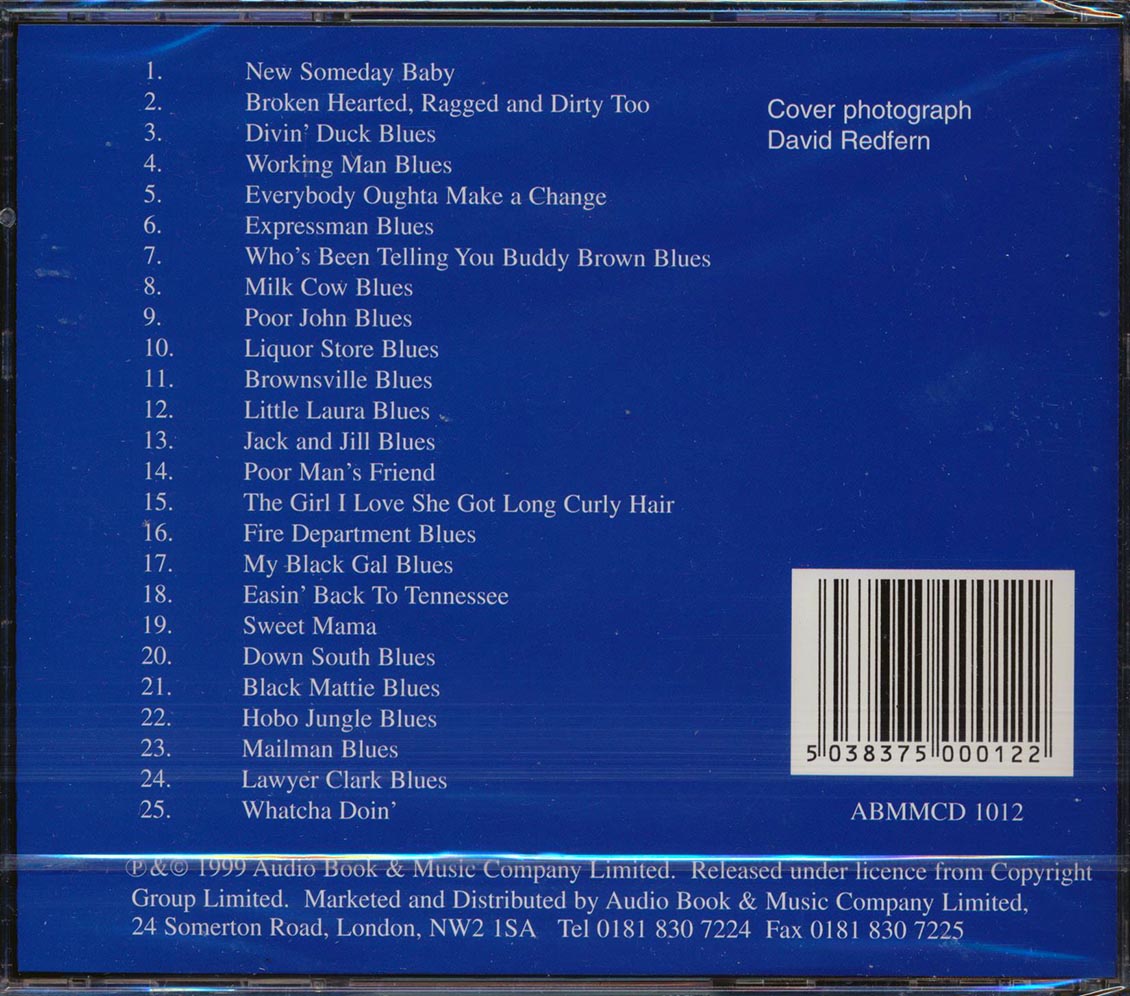 1. New Someday Baby
2. Broken Hearted, Ragged and Dirty Too
3. Divin' Duck Blues
4. Working Man Blues
5. Everybody Oughta Make a Change
6. Expressman Blues
7. Who's Been Telling You Buddy Brown Blues
8. Milk Cow Blues
9. Poor John Blues
10. Liquor Store Blues
11. Brownsville Blues
12. Little Laura Blues
13. Jack and Jill Blues
14. Poor Man's Friend
15. The Girl I Love She Got Long Curly Hair
16. Fire Department Blues
17. My Black Gal Blues
18. Easin' Back To Tennessee
19. Sweet Mama
20. Down South Blues
21. Black Mattie Blues
22. Hobo Jungle Blues
23. Mailman Blues
24. Lawyer Clark Blues
25. Whatcha Doin'
Cover photograph
David Redfern
5 038375 000122
ABMMCD 1012
℗&© 1999 Audio Book & Music Company Limited. Released under licence from Copyright
Group Limited. Marketed and Distributed by Audio Book & Music Company Limited,
24 Somerton Road, London, NW2 1SA Tel 0181 830 7224 Fax 0181 830 7225